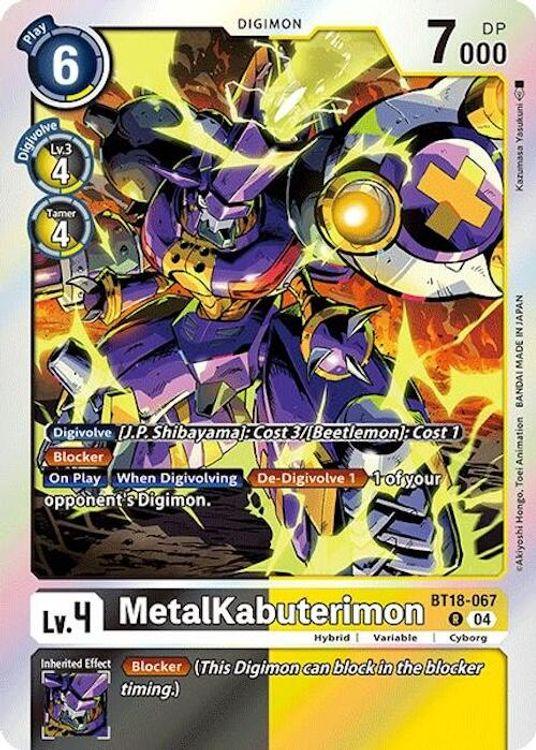 Play
6
DIGIMON
7000
DP
Digivolve
Lv.3
4
Tamer
4
Kazumasa Yasukuni
©Akiyoshi Hongo, Toei Animation BANDAI MADE IN JAPAN
Digivolve [J.P. Shibayama]: Cost 3/[Beetlemon]: Cost 1
Blocker
On Play When Digivolving De-Digivolve 1 1 of your
opponent's Digimon.
Lv.4
MetalKabuterimon
BT18-067
R 04
Hybrid | Variable | Cyborg
Inherited Effect
Blocker (This Digimon can block in the blocker
timing.)